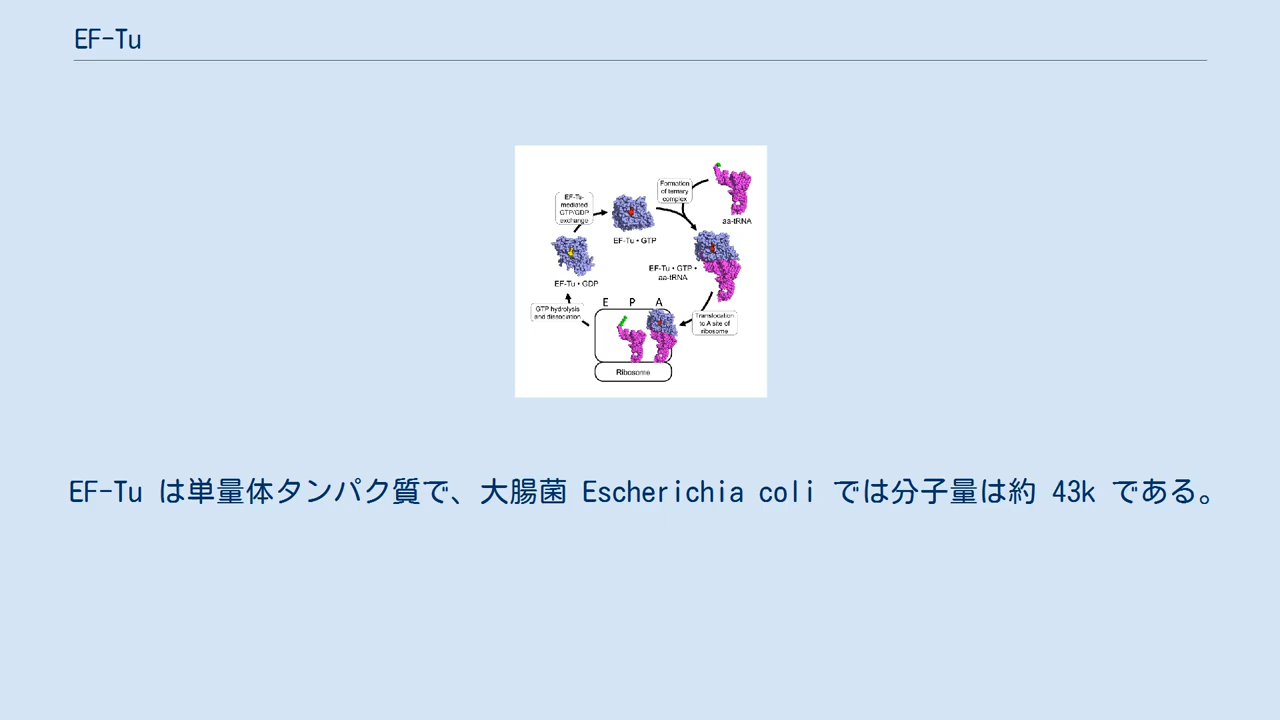 EF-Tu
Formation
of ternary
complex
EF-Ts-
mediated
GTP/GDP
exchange
aa-tRNA
EF-Tu • GTP
EF-Tu • GTP •
aa-tRNA
EF-Tu • GDP
E P A
GTP hydrolysis
and dissociation
Translocation
to A site of
ribosome
Ribosome
EF-Tu は単量体タンパク質で、大腸菌 Escherichia coli では分子量は約 43k である。